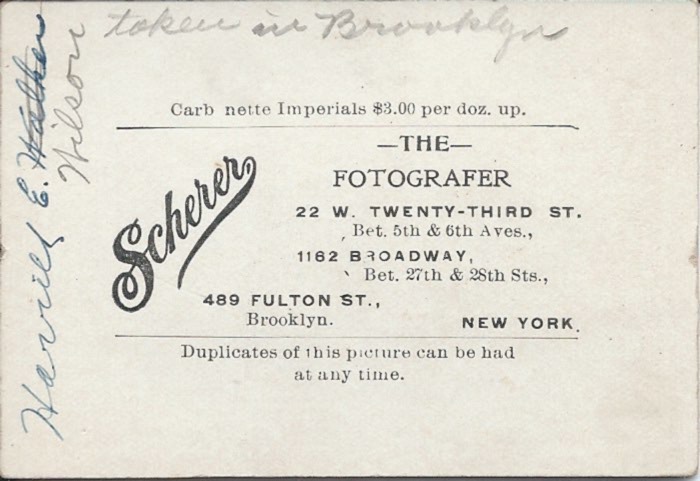 taken in Brooklyn
Harriet E. Walker
Wilson
Carb nette Imperials $3.00 per doz. up.
Scherer
—THE—
FOTOGRAFER
22 W. TWENTY-THIRD ST.
Bet. 5th & 6th Aves.,
1162 BROADWAY,
Bet. 27th & 28th Sts.,
489 FULTON ST.,
Brooklyn.
NEW YORK.
Duplicates of this picture can be had
at any time.